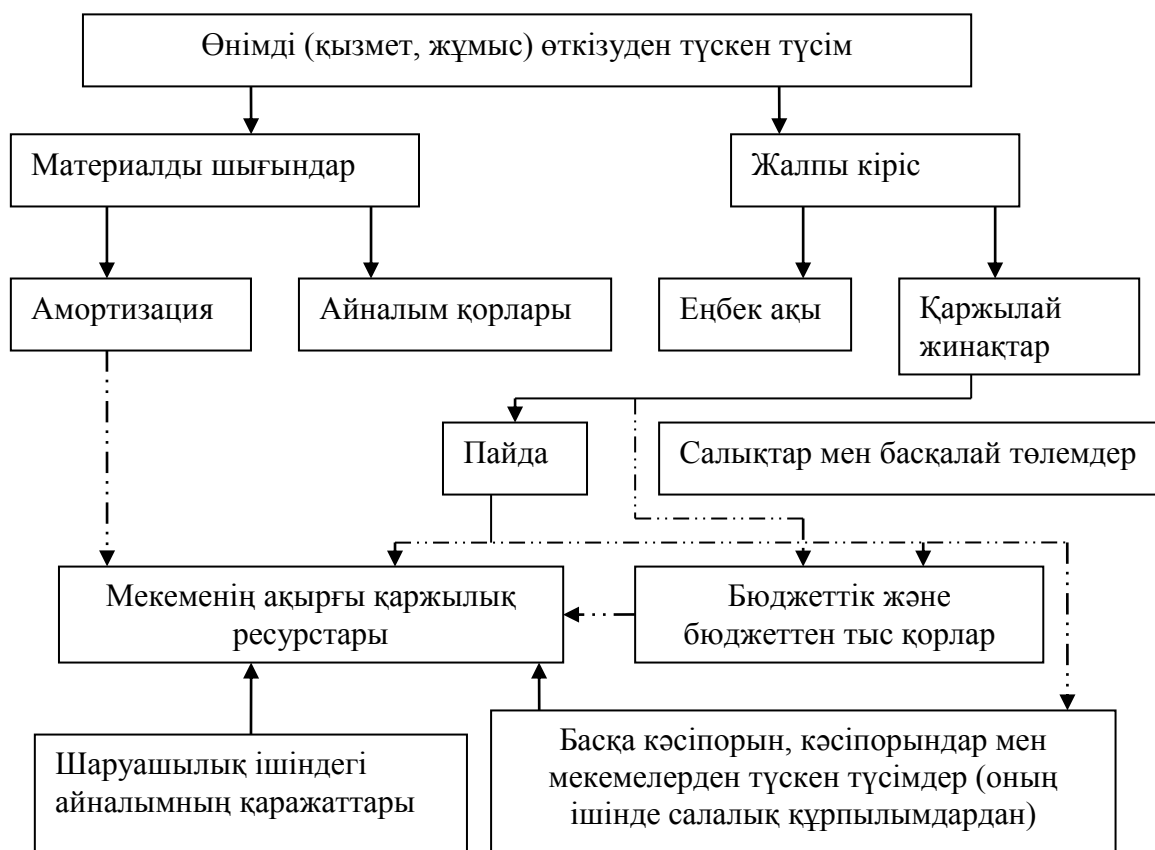 Өнімді (қызмет, жұмыс) өткізуден түскен түсім
Материалды шығындар
Жалпы кіріс
Амортизация
Айналым қорлары
Еңбек ақы
Қаржылай
жинақтар
Пайда
Салықтар мен басқалай төлемдер
Мекеменің ақырғы қаржылық
ресурстары
Бюджеттік және
бюджеттен тыс қорлар
Шаруашылық ішіндегі
айналымның қаражаттары
Басқа кәсіпорын, кәсіпорындар мен
мекемелерден түскен түсімдер (оның
ішінде салалық құрпылымдардан)